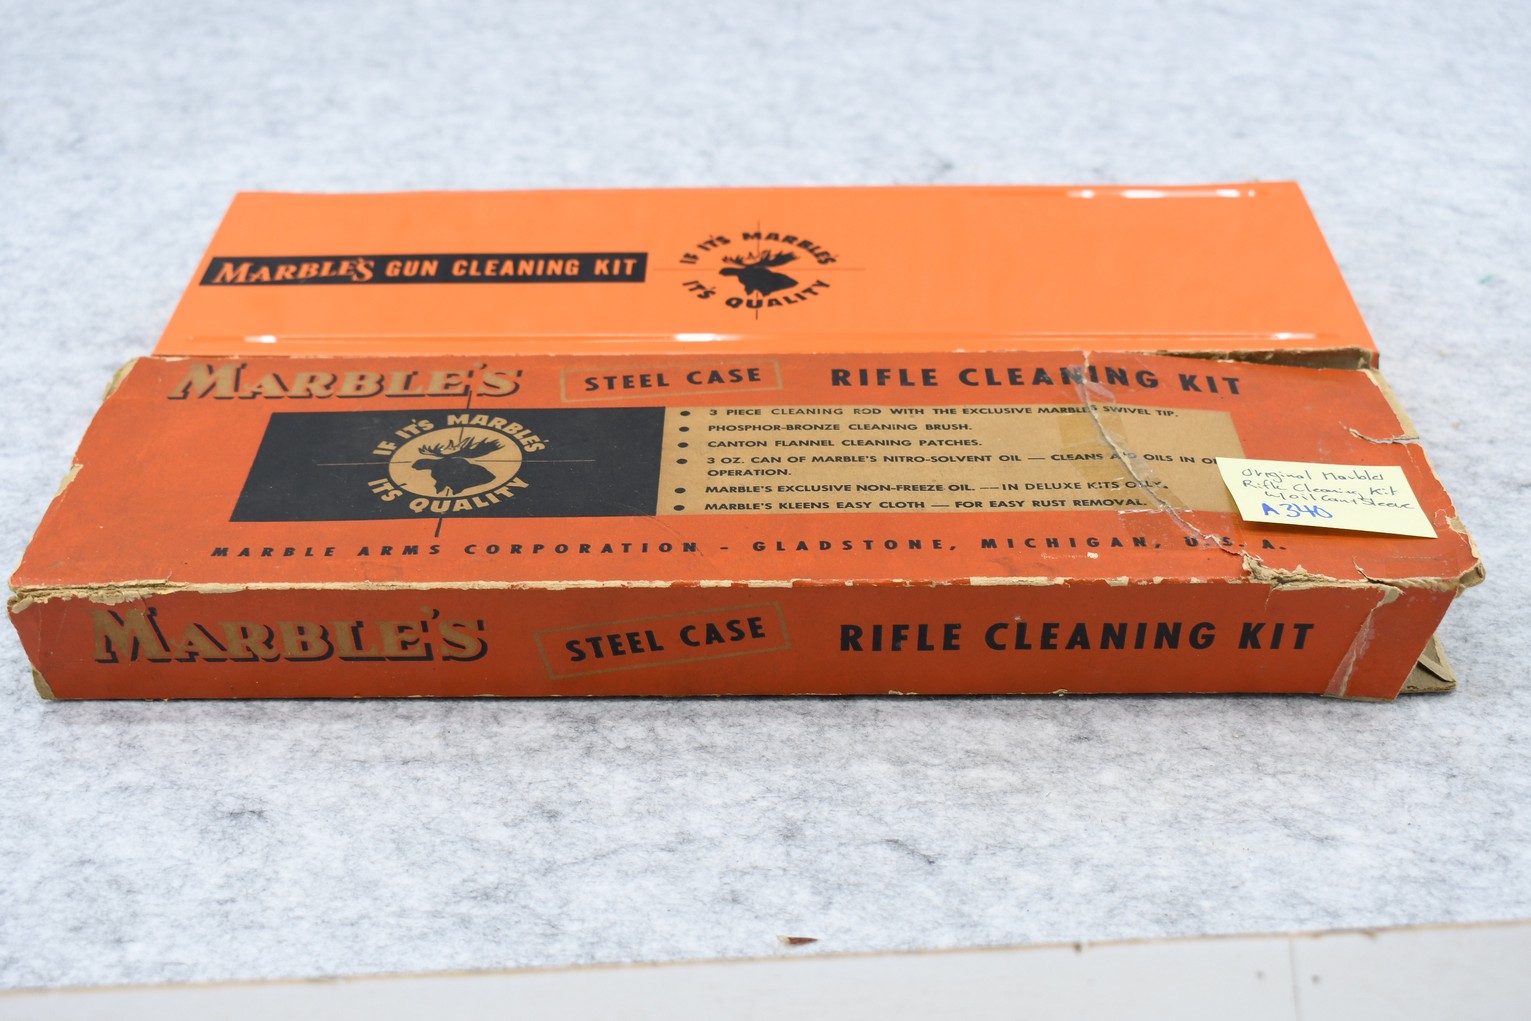 MARBLE'S GUN CLEANING KIT
IF IT'S MARBLE'S
IT'S QUALITY
MARBLE'S STEEL CASE RIFLE CLEANING KIT
IF IT'S MARBLE'S
IT'S QUALITY
3 PIECE CLEANING ROD WITH THE EXCLUSIVE MARBLES SWIVEL TIP.
PHOSPHOR-BRONZE CLEANING BRUSH.
CANTON FLANNEL CLEANING PATCHES.
3 OZ. CAN OF MARBLE'S NITRO-SOLVENT OIL — CLEANS AND OILS IN
OPERATION.
MARBLE'S EXCLUSIVE NON-FREEZE OIL. — IN DELUXE KITS ONLY.
MARBLE'S KLEENS EASY CLOTH — FOR EASY RUST REMOVAL.
MARBLE ARMS CORPORATION - GLADSTONE, MICHIGAN, U.S.A.
Original Marbles
Rifle Cleaning Kit
w/ oil can & Sleeve
A340
MARBLE'S STEEL CASE RIFLE CLEANING KIT